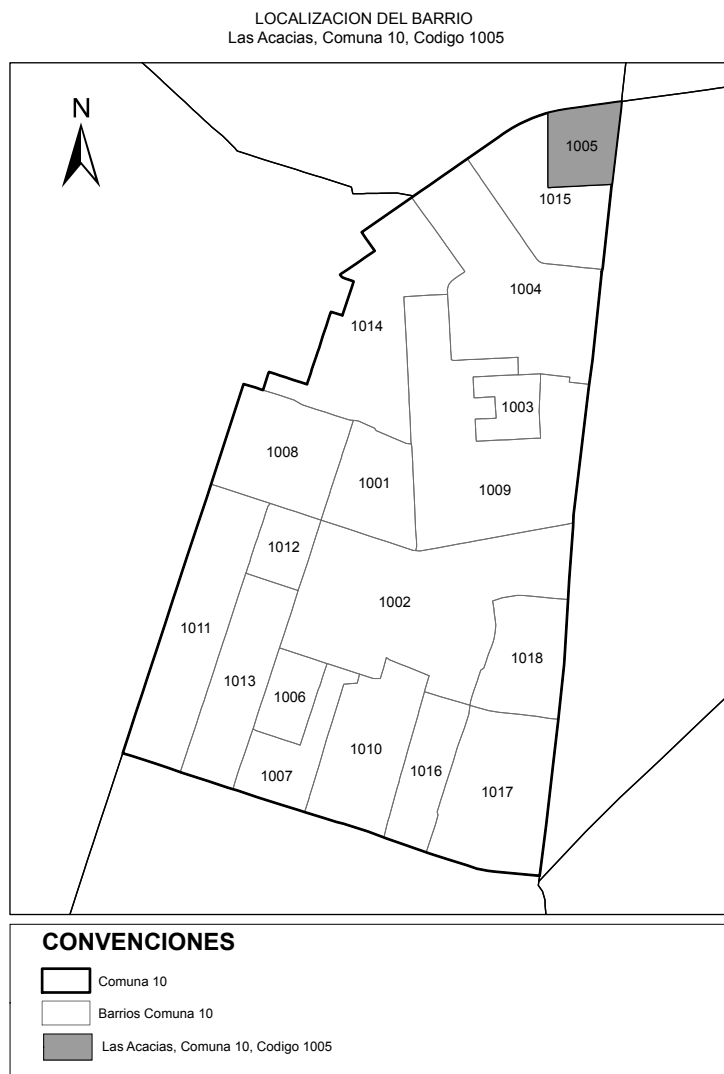 LOCALIZACION DEL BARRIO
Las Acacias, Comuna 10, Codigo 1005
N
1005
1015
1004
1014
1003
1008
1001
1009
1012
1002
1011
1018
1013
1006
1010
1016
1007
1017
CONVENCIONES
Comuna 10
Barrios Comuna 10
Las Acacias, Comuna 10, Codigo 1005